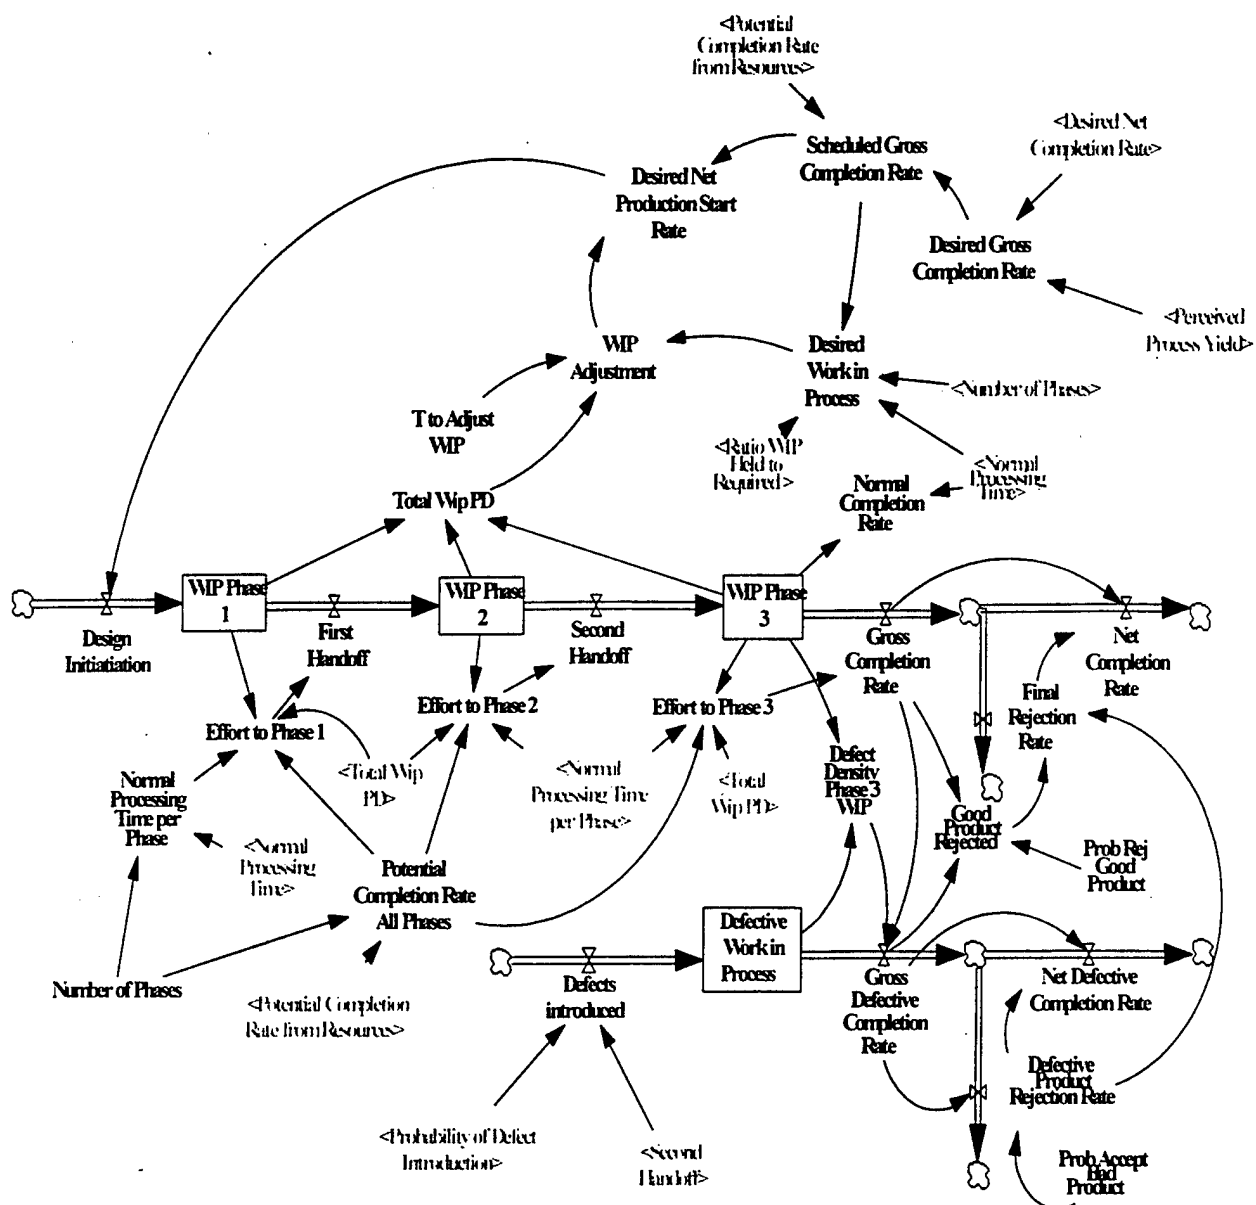 <Potential
Completion Rate
from Resources>
<Desired Net
Completion Rate>
Scheduled Gross
Completion Rate
Desired Net
Production Start
Rate
Desired Gross
Completion Rate
<Perceived
Process Yield>
WIP
Adjustment
Desired
Work in
Process
<Number of Phases>
T to Adjust
WIP
<Ratio WIP
Held to
Required>
<Normal
Processing
Time>
Normal
Completion
Rate
Total Wip PD
WIP Phase
1
WIP Phase
2
WIP Phase
3
Design
Initiatiation
First
Handoff
Second
Handoff
Gross
Completion
Rate
Net
Completion
Rate
Final
Rejection
Rate
Effort to Phase 1
Effort to Phase 2
Effort to Phase 3
Normal
Processing
Time per
Phase
<Total Wip
PD>
<Normal
Processing Time
per Phase>
<Total
Wip PD>
Defect
Density
Phase 3
WIP
Good
Product
Rejected
Prob Rej
Good
Product
<Normal
Processing
Time>
Potential
Completion Rate
All Phases
Defective
Work in
Process
Number of Phases
<Potential Completion
Rate from Resources>
Defects
introduced
Gross
Defective
Completion
Rate
Net Defective
Completion Rate
Defective
Product
Rejection Rate
<Probability of Defect
Introduction>
<Second
Handoff>
Prob Accept
Bad
Product